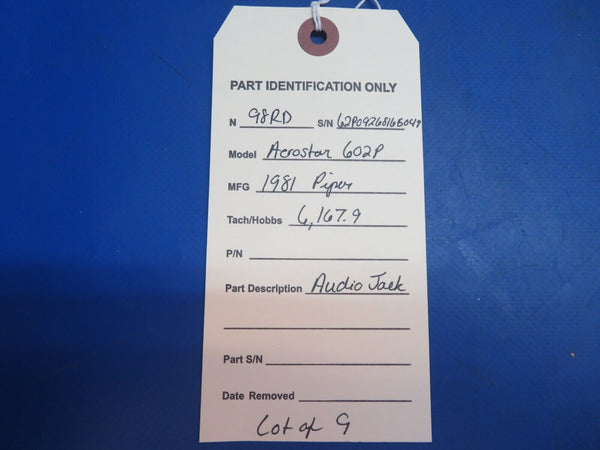 PART IDENTIFICATION ONLY
N 98RD S/N 62P09268165049
Model Aerostar 602P
MFG 1981 Piper
Tach/Hobbs 6,167.9
P/N
Part Description Audio Jack
Part S/N
Date Removed
Lot of 9